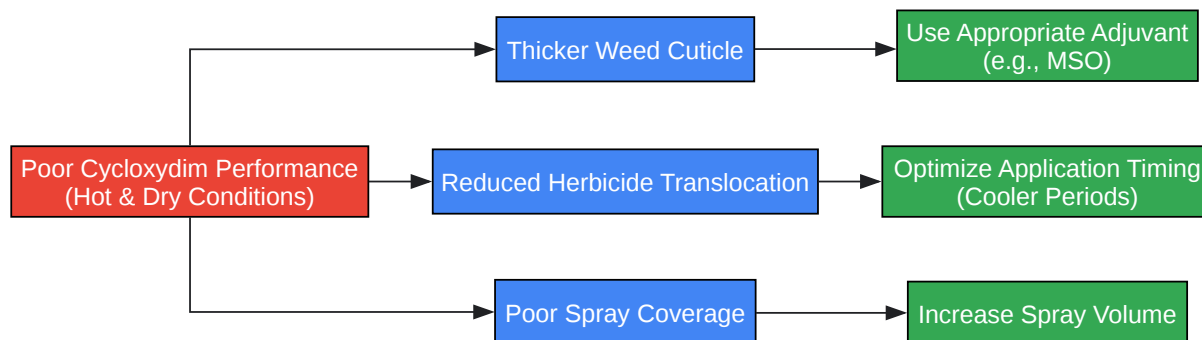 Poor Cycloxydim Performance
(Hot & Dry Conditions)
Thicker Weed Cuticle
Use Appropriate Adjuvant
(e.g., MSO)
Reduced Herbicide Translocation
Optimize Application Timing
(Cooler Periods)
Poor Spray Coverage
Increase Spray Volume